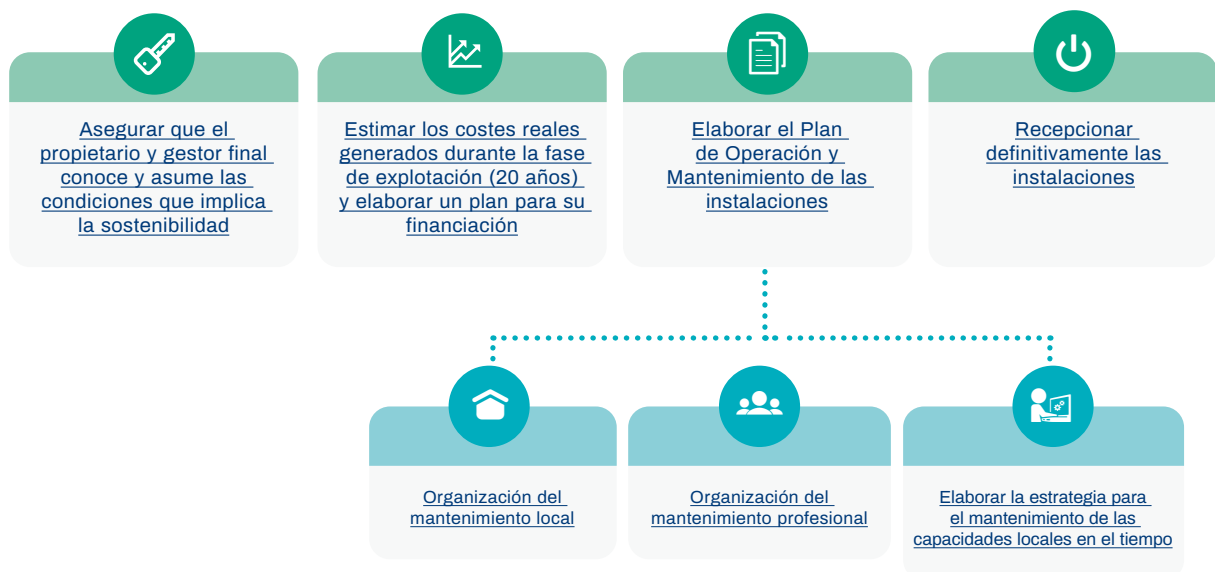 Asegurar que el
propietario y gestor final
conoce y asume las
condiciones que implica
la sostenibilidad
Estimar los costes reales
generados durante la fase
de explotación (20 años)
y elaborar un plan para su
financiación
Elaborar el Plan
de Operación y
Mantenimiento de las
instalaciones
Recepcionar
definitivamente las
instalaciones
Organización del
mantenimiento local
Organización del
mantenimiento profesional
Elaborar la estrategia para
el mantenimiento de las
capacidades locales en el tiempo